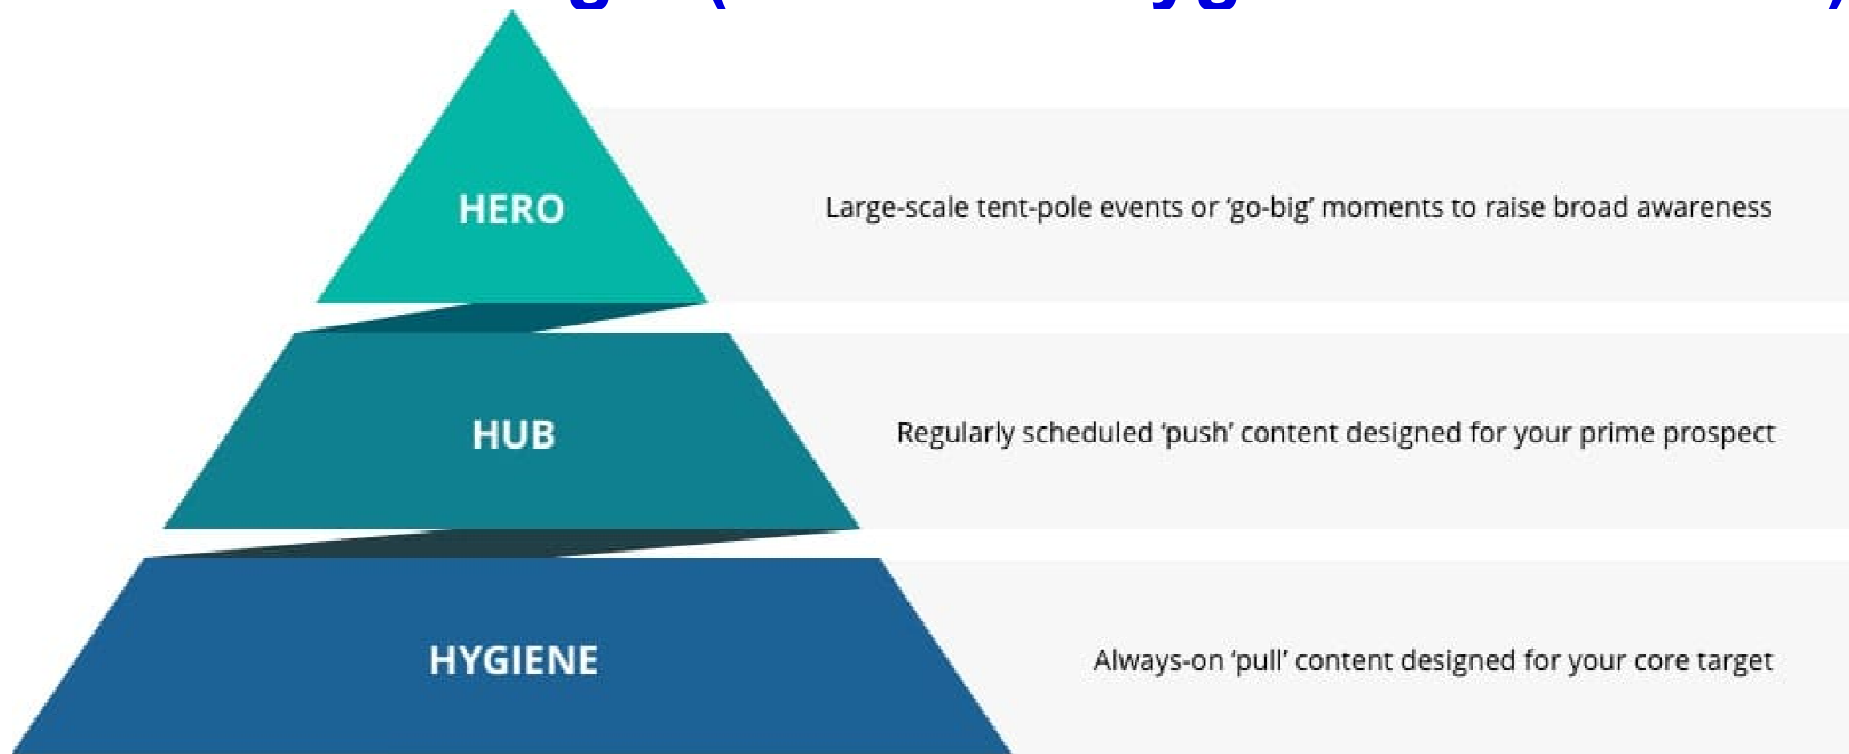 HERO
Large-scale tent-pole events or ‘go-big’ moments to raise broad awareness
HUB
Regularly scheduled ‘push’ content designed for your prime prospect
HYGIENE
Always-on ‘pull’ content designed for your core target